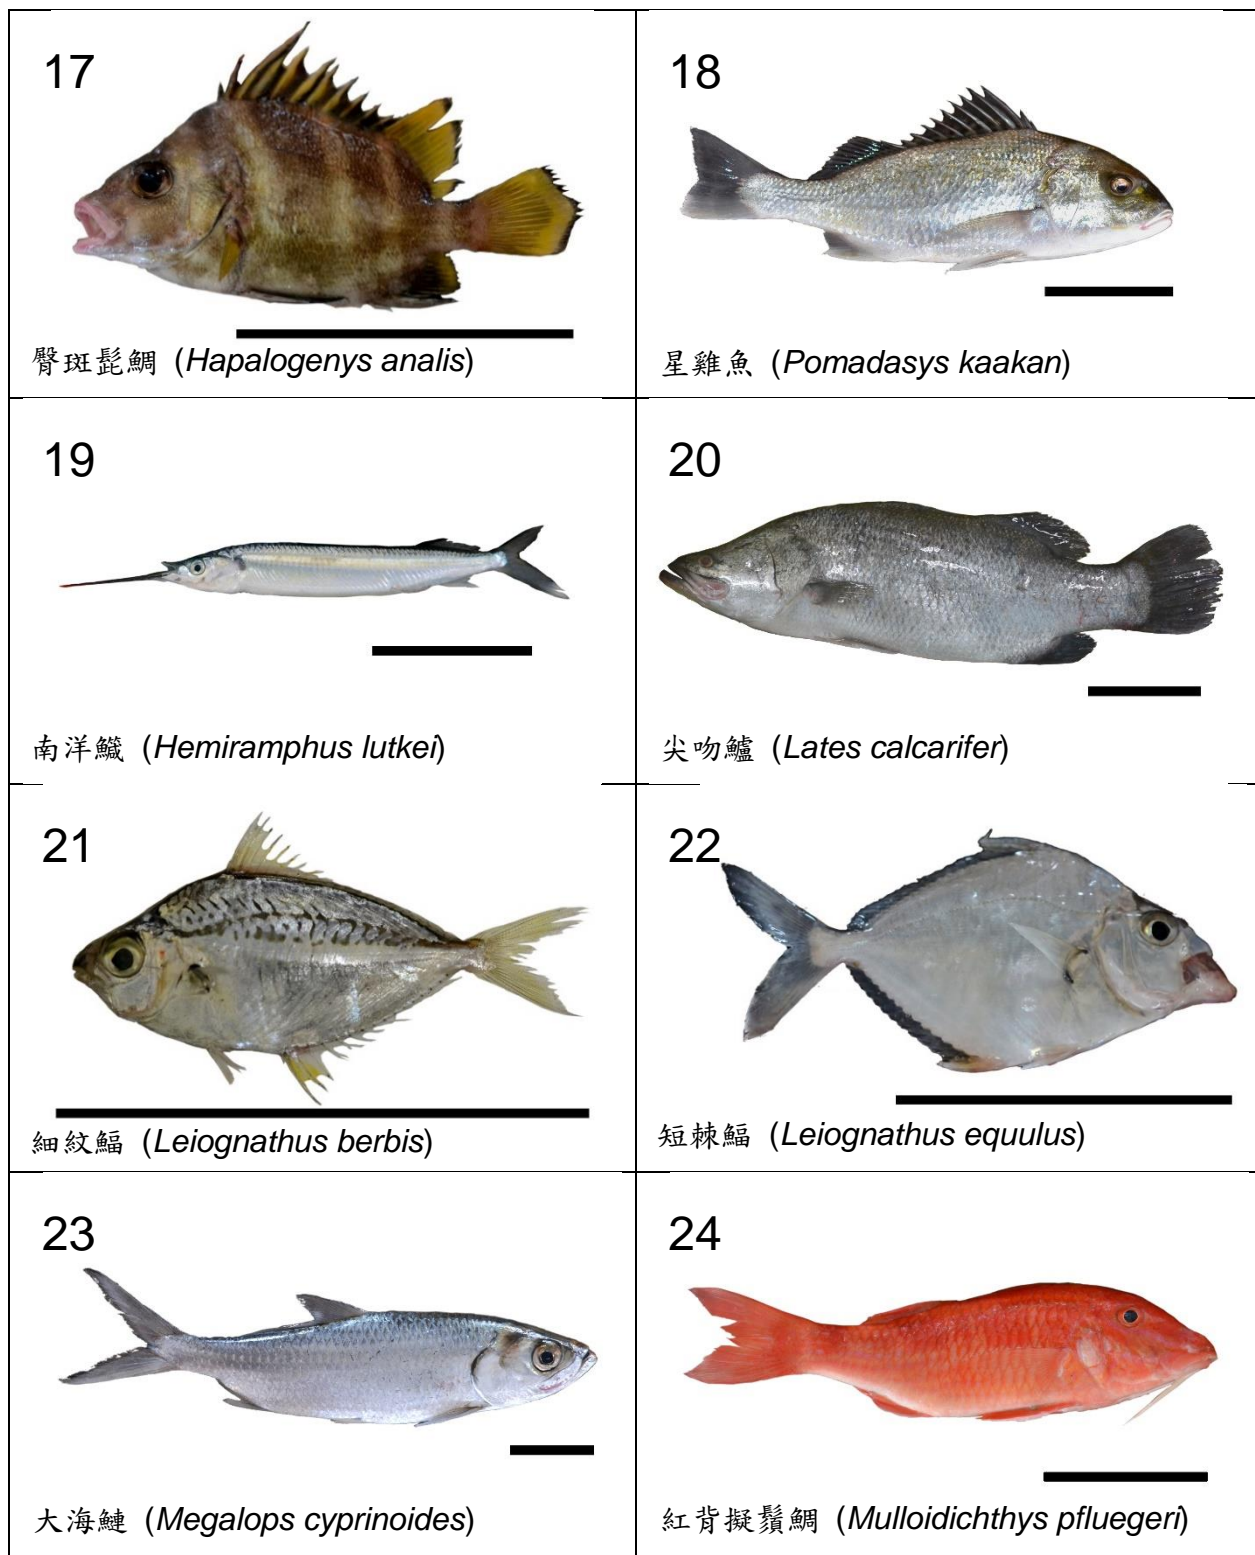 17
臀斑髭鯛 (Hapalogenys analis)
18
星雞魚 (Pomadasys kaakan)
19
南洋鱵 (Hemiramphus lutkei)
20
尖吻鱸 (Lates calcarifer)
21
細紋鰏 (Leiognathus berbis)
22
短棘鰏 (Leiognathus equulus)
23
大海鰱 (Megalops cyprinoides)
24
紅背擬鬚鯛 (Mulloidichthys pfluegeri)